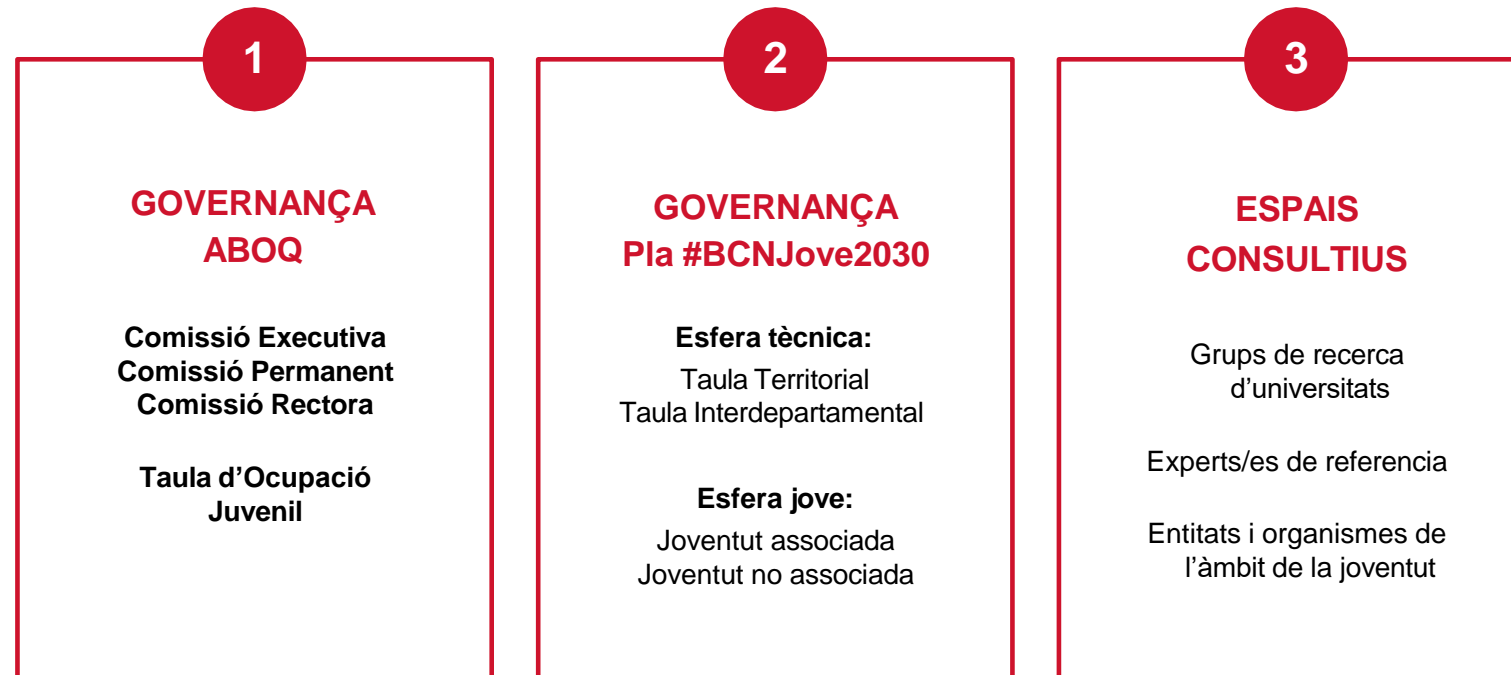 1
GOVERNANÇA
ABOQ
Comissió Executiva
Comissió Permanent
Comissió Rectora
Taula d’Ocupació
Juvenil
2
GOVERNANÇA
Pla #BCNJove2030
Esfera tècnica:
Taula Territorial
Taula Interdepartamental
Esfera jove:
Joventut associada
Joventut no associada
3
ESPAIS
CONSULTIUS
Grups de recerca
d’universitats
Experts/es de referencia
Entitats i organismes de
l’àmbit de la joventut